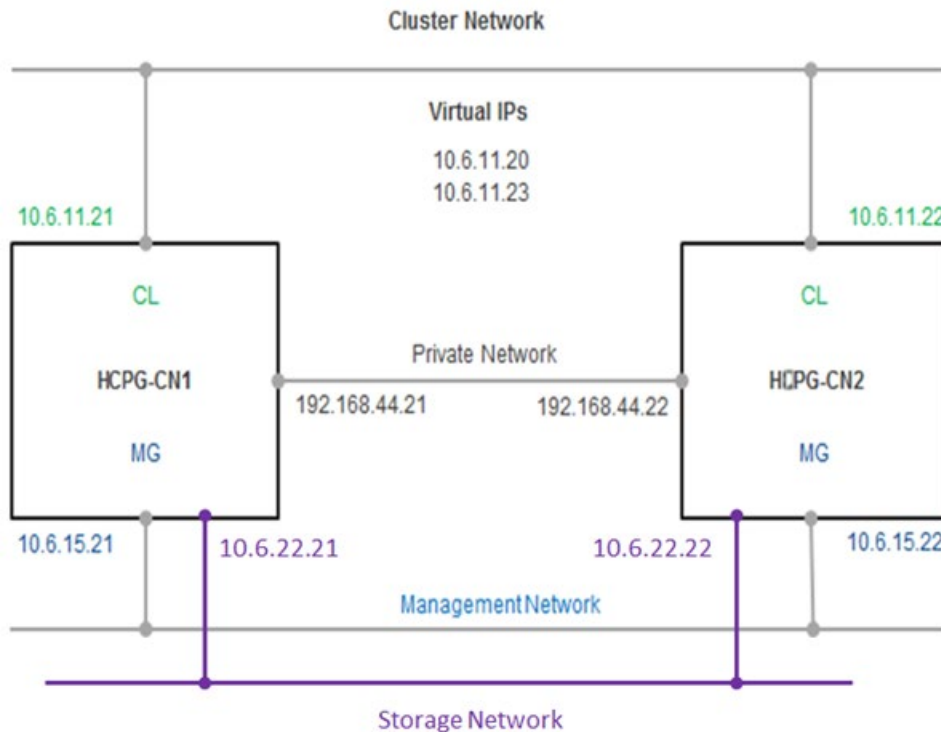 Cluster Network
Virtual IPs
10.6.11.20
10.6.11.23
10.6.11.21
10.6.11.22
CL
CL
Private Network
HCPG-CN1
192.168.44.21
192.168.44.22
MG
MG
10.6.15.21
10.6.22.21
10.6.22.22
10.6.15.22
Management Network
Storage Network